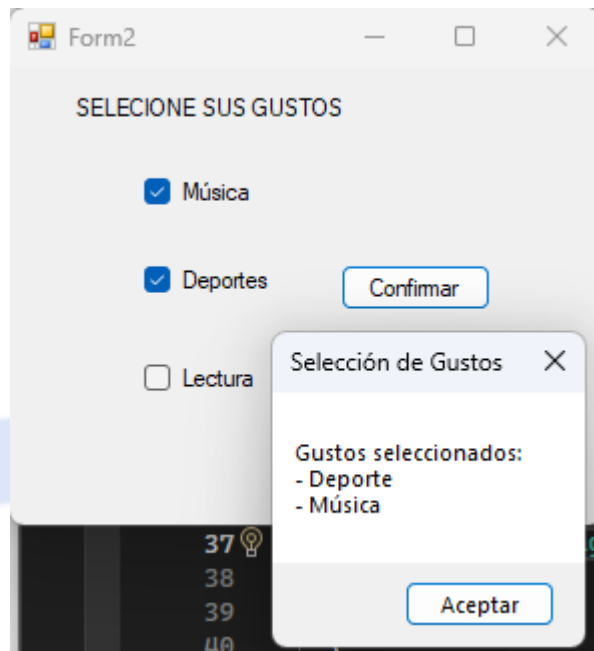 Form2
SELECIONE SUS GUSTOS
Música
Deportes
Confirmar
Lectura
Selección de Gustos
Gustos seleccionados:
- Deporte
- Música
Aceptar
37
38
39
40